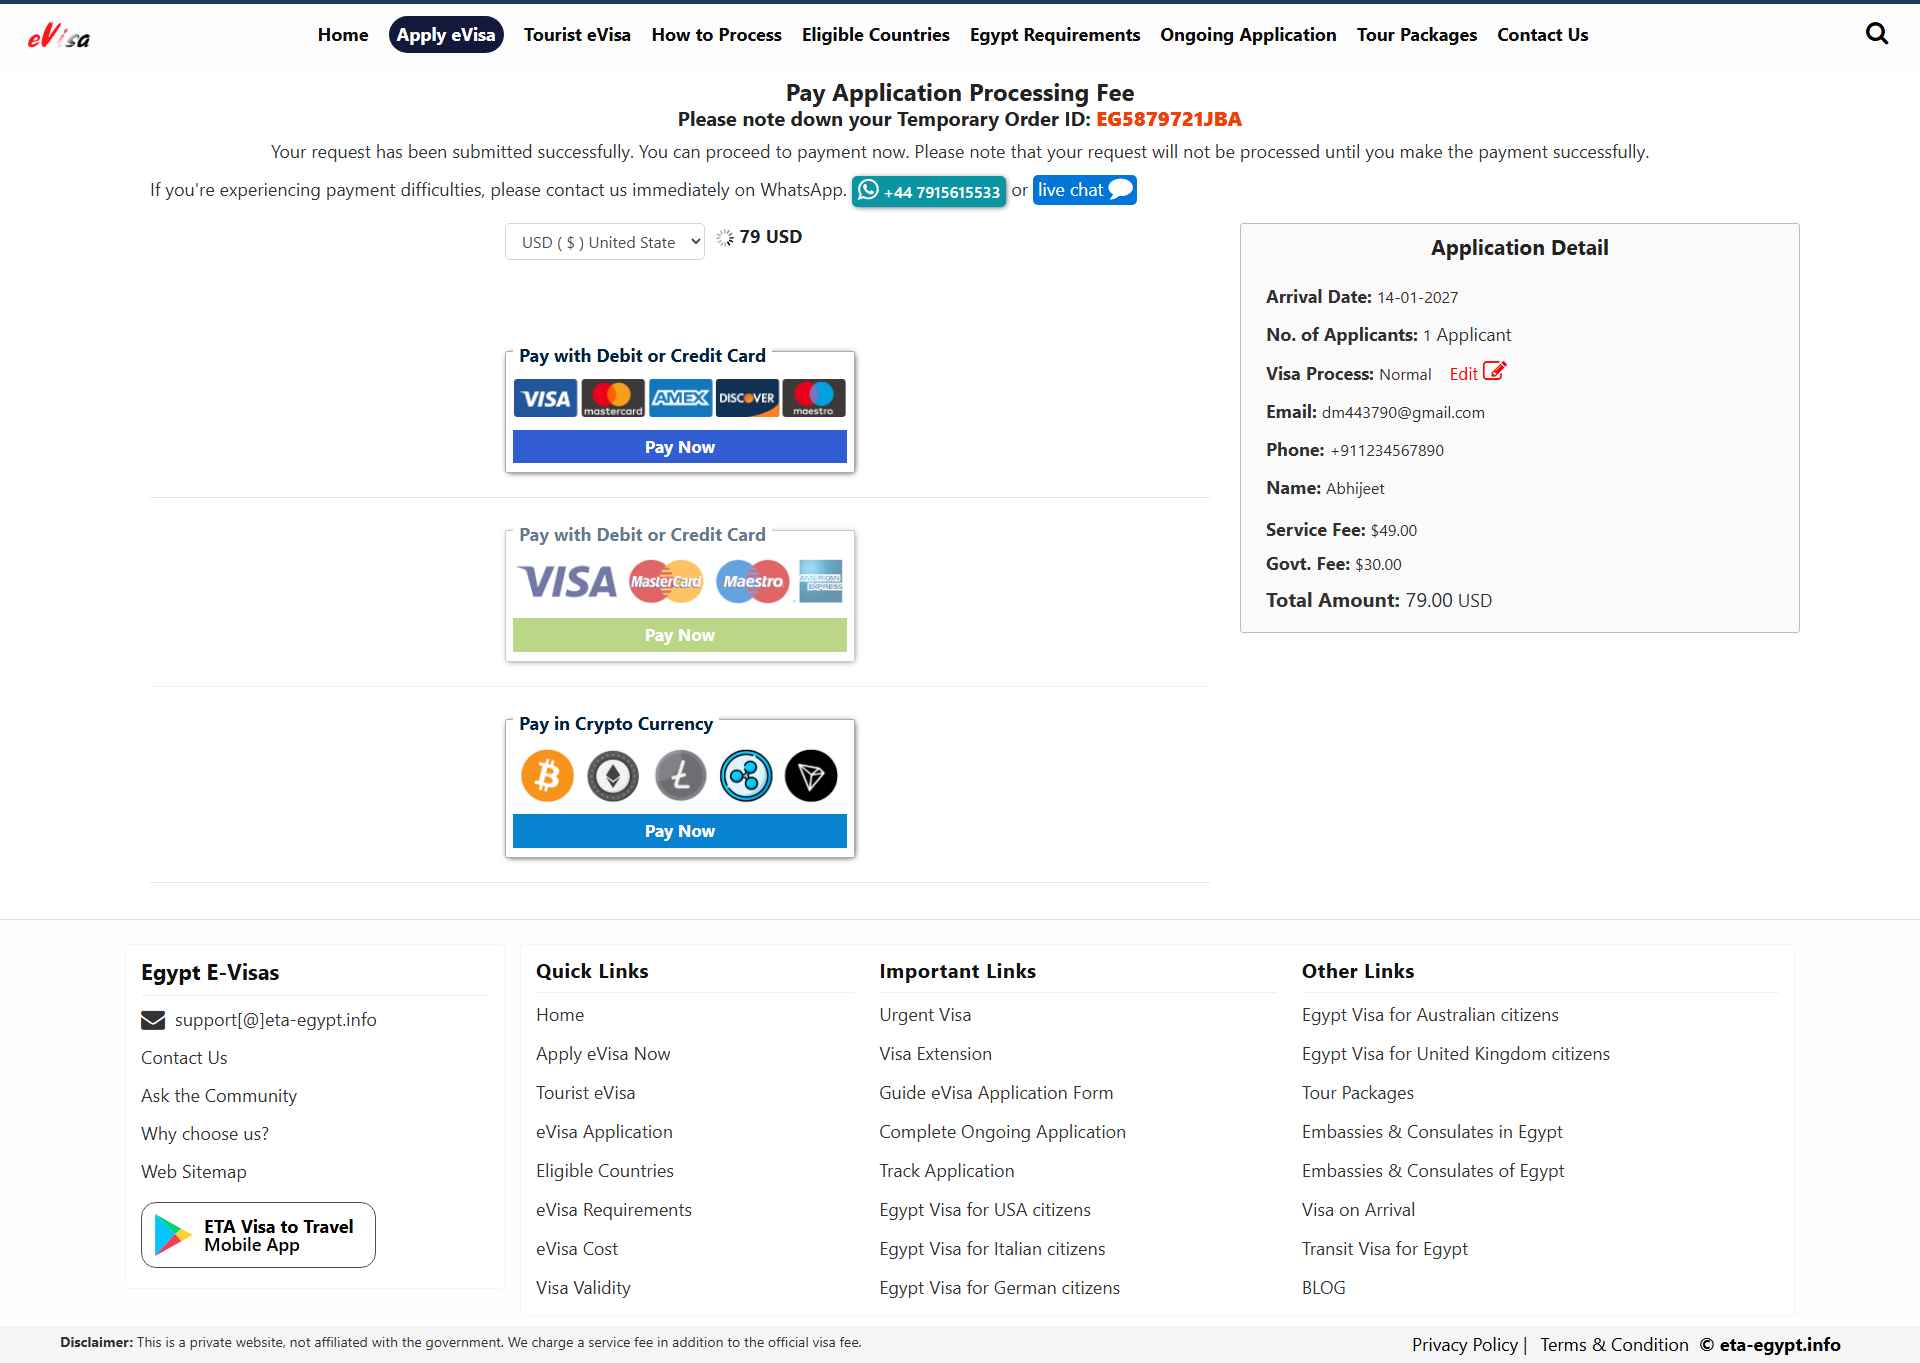 eVisa
Home Apply eVisa Tourist eVisa How to Process Eligible Countries Egypt Requirements Ongoing Application Tour Packages Contact Us
Pay Application Processing Fee
Please note down your Temporary Order ID: EG5879721JBA
Your request has been submitted successfully. You can proceed to payment now. Please note that your request will not be processed until you make the payment successfully.
If you're experiencing payment difficulties, please contact us immediately on WhatsApp. +44 7915615533 or live chat
USD ( $ ) United State 79 USD
Pay with Debit or Credit Card
VISA mastercard AMEX DISCOVER maestro
Pay Now
Pay with Debit or Credit Card
VISA MasterCard Maestro AMERICAN EXPRESS
Pay Now
Pay in Crypto Currency
Pay Now
Application Detail
Arrival Date: 14-01-2027
No. of Applicants: 1 Applicant
Visa Process: Normal Edit
Email: dm443790@gmail.com
Phone: +911234567890
Name: Abhijeet
Service Fee: $49.00
Govt. Fee: $30.00
Total Amount: 79.00 USD
Egypt E-Visas
support[@]eta-egypt.info
Contact Us
Ask the Community
Why choose us?
Web Sitemap
ETA Visa to Travel
Mobile App
Quick Links
Home
Apply eVisa Now
Tourist eVisa
eVisa Application
Eligible Countries
eVisa Requirements
eVisa Cost
Visa Validity
Important Links
Urgent Visa
Visa Extension
Guide eVisa Application Form
Complete Ongoing Application
Track Application
Egypt Visa for USA citizens
Egypt Visa for Italian citizens
Egypt Visa for German citizens
Other Links
Egypt Visa for Australian citizens
Egypt Visa for United Kingdom citizens
Tour Packages
Embassies & Consulates in Egypt
Embassies & Consulates of Egypt
Visa on Arrival
Transit Visa for Egypt
BLOG
Disclaimer: This is a private website, not affiliated with the government. We charge a service fee in addition to the official visa fee.
Privacy Policy | Terms & Condition © eta-egypt.info